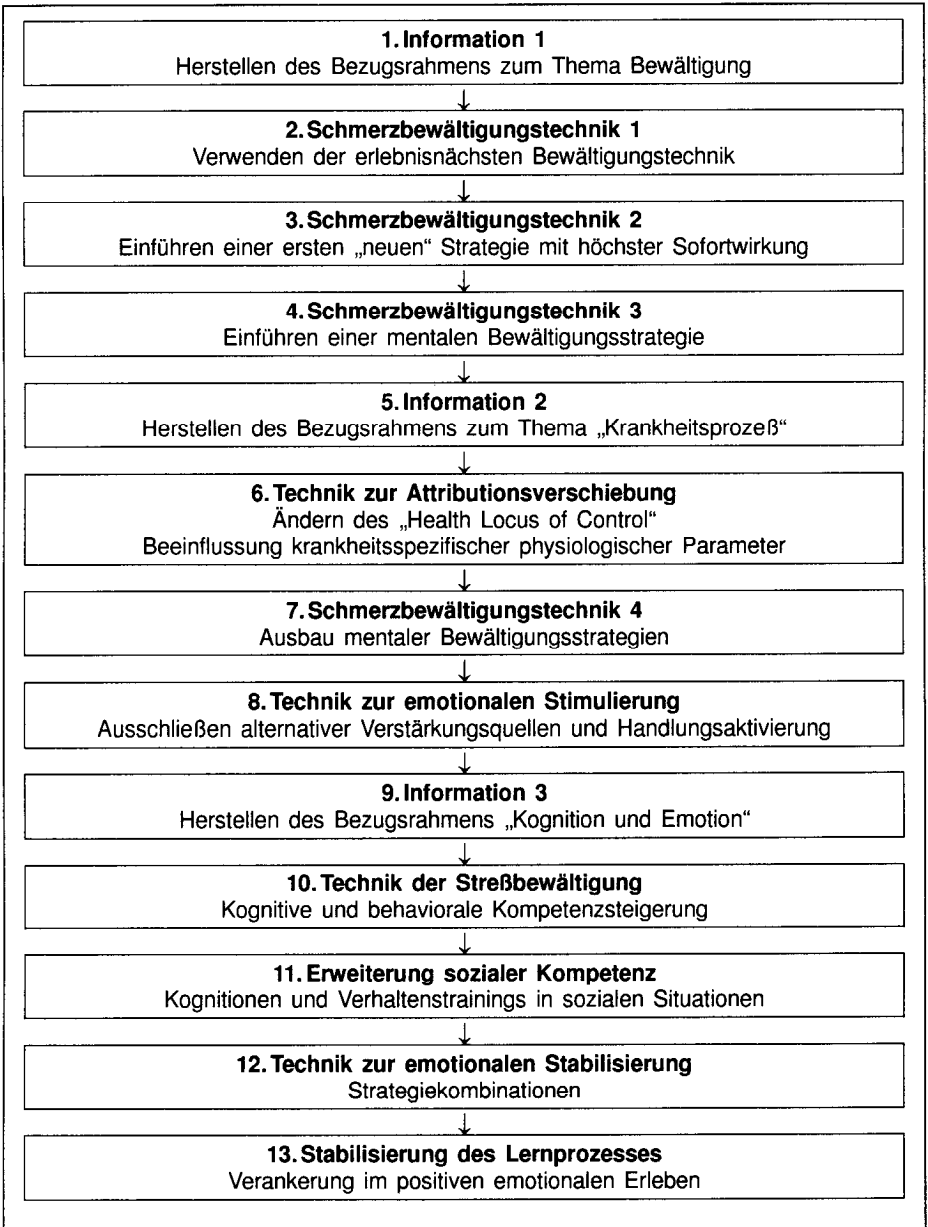 1. Information 1
Herstellen des Bezugsrahmens zum Thema Bewältigung
↓
2. Schmerzbewältigungstechnik 1
Verwenden der erlebnisnächsten Bewältigungstechnik
↓
3. Schmerzbewältigungstechnik 2
Einführen einer ersten „neuen“ Strategie mit höchster Sofortwirkung
↓
4. Schmerzbewältigungstechnik 3
Einführen einer mentalen Bewältigungsstrategie
↓
5. Information 2
Herstellen des Bezugsrahmens zum Thema „Krankheitsprozeß“
↓
6. Technik zur Attributionsverschiebung
Ändern des „Health Locus of Control“
Beeinflussung krankheitsspezifischer physiologischer Parameter
↓
7. Schmerzbewältigungstechnik 4
Ausbau mentaler Bewältigungsstrategien
↓
8. Technik zur emotionalen Stimulierung
Ausschließen alternativer Verstärkungsquellen und Handlungsaktivierung
↓
9. Information 3
Herstellen des Bezugsrahmens „Kognition und Emotion“
↓
10. Technik der Streßbewältigung
Kognitive und behaviorale Kompetenzsteigerung
↓
11. Erweiterung sozialer Kompetenz
Kognitionen und Verhaltenstrainings in sozialen Situationen
↓
12. Technik zur emotionalen Stabilisierung
Strategiekombinationen
↓
13. Stabilisierung des Lernprozesses
Verankerung im positiven emotionalen Erleben